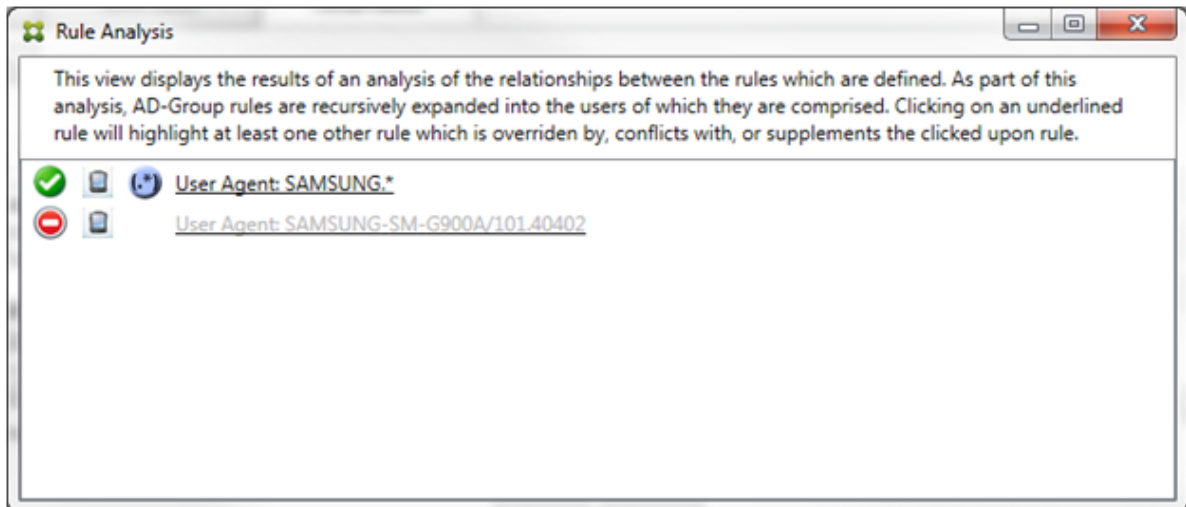 Rule Analysis
This view displays the results of an analysis of the relationships between the rules which are defined. As part of this
analysis, AD-Group rules are recursively expanded into the users of which they are comprised. Clicking on an underlined
rule will highlight at least one other rule which is overriden by, conflicts with, or supplements the clicked upon rule.
(.*) User Agent: SAMSUNG.*
User Agent: SAMSUNG-SM-G900A/101.40402